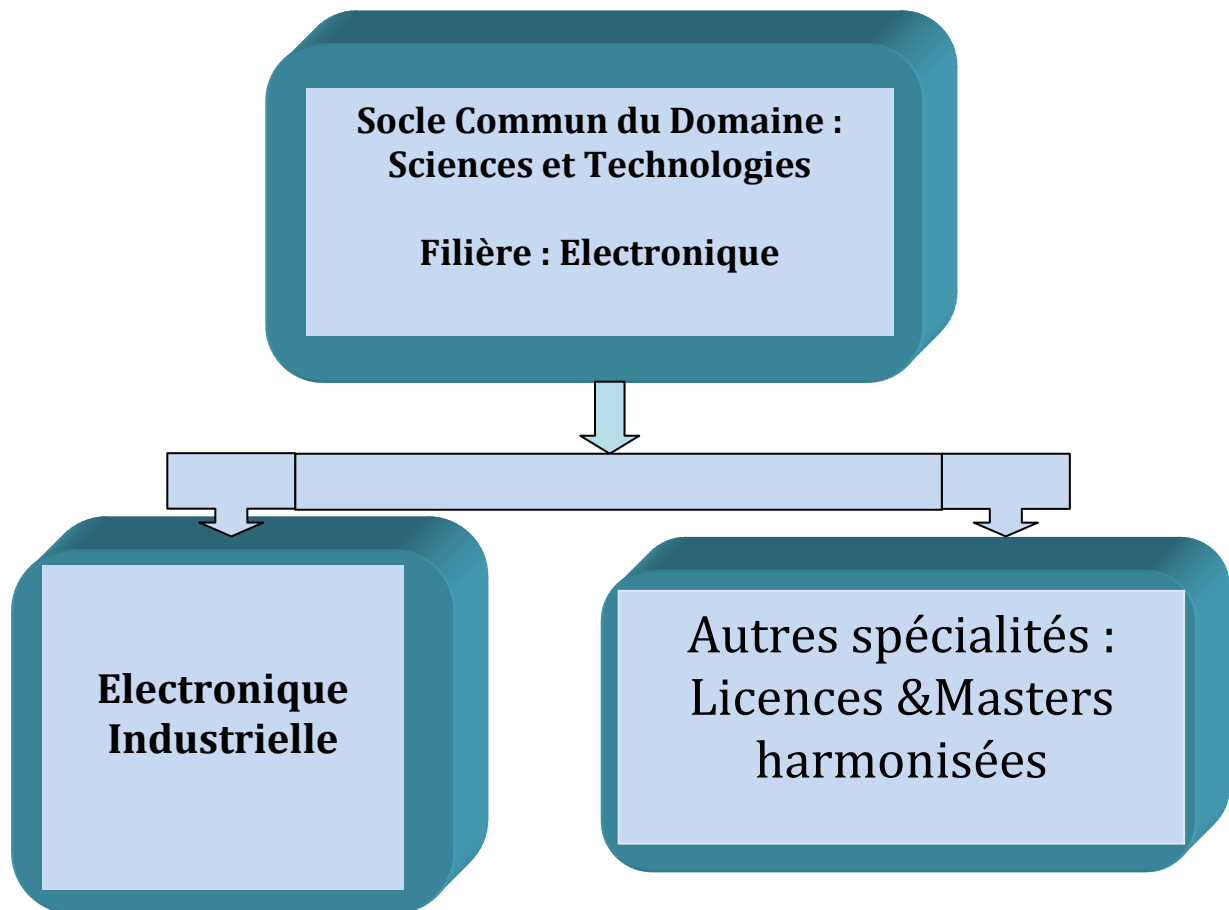 Socle Commun du Domaine :
Sciences et Technologies
Filière : Electronique
Electronique
Industrielle
Autres spécialités :
Licences &Masters
harmonisées